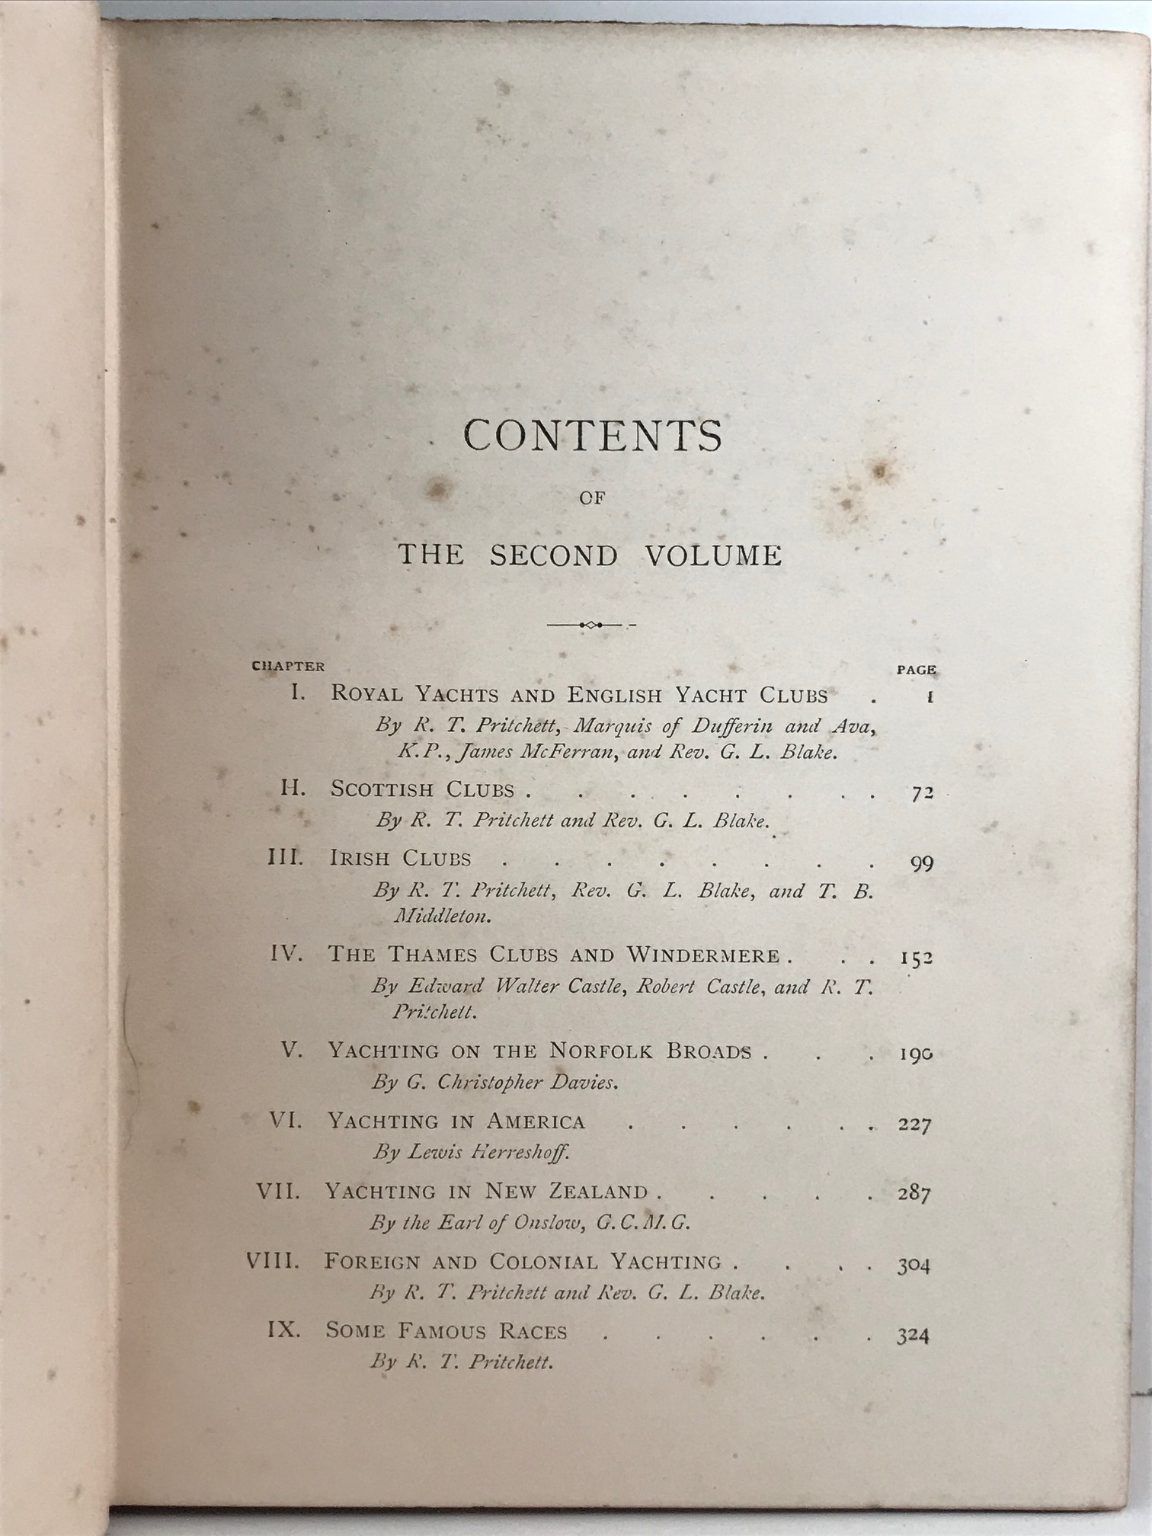 CONTENTS
OF
THE SECOND VOLUME
CHAPTER PAGE
I. ROYAL YACHTS AND ENGLISH YACHT CLUBS . 1
By R. T. Pritchett, Marquis of Dufferin and Ava,
K.P., James McFerran, and Rev. G. L. Blake.
II. SCOTTISH CLUBS . . . . . . . . 72
By R. T. Pritchett and Rev. G. L. Blake.
III. IRISH CLUBS . . . . . . . . 99
By R. T. Pritchett, Rev. G. L. Blake, and T. B.
Middleton.
IV. THE THAMES CLUBS AND WINDERMERE . . . 152
By Edward Walter Castle, Robert Castle, and R. T.
Pritchett.
V. YACHTING ON THE NORFOLK BROADS . . . 190
By G. Christopher Davies.
VI. YACHTING IN AMERICA . . . . . . 227
By Lewis Herreshoff.
VII. YACHTING IN NEW ZEALAND . . . . . 287
By the Earl of Onslow, G.C.M.G.
VIII. FOREIGN AND COLONIAL YACHTING . . . . 304
By R. T. Pritchett and Rev. G. L. Blake.
IX. SOME FAMOUS RACES . . . . . . 324
By R. T. Pritchett.